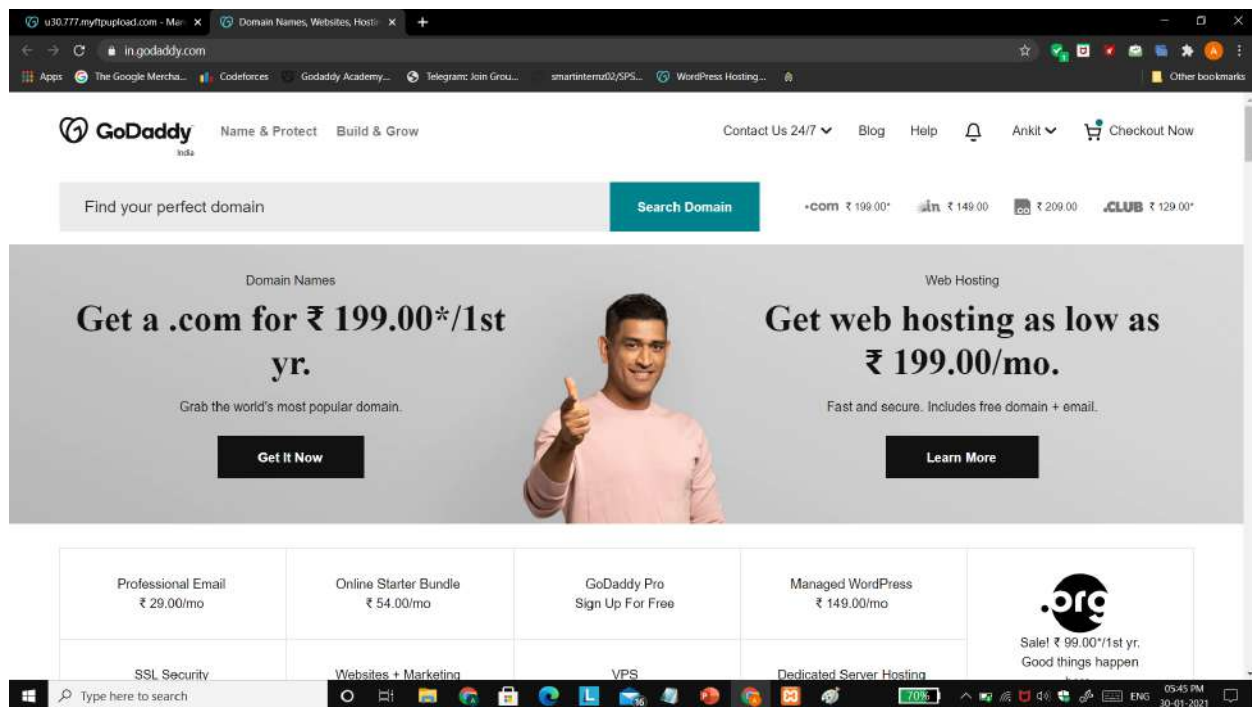 u30.777.myftpupload.com - Man
Domain Names, Websites, Hosti
in.godaddy.com
Apps
The Google Mercha...
Codeforces
Godaddy Academy...
Telegram: Join Grou...
smartinternz02/SPS...
WordPress Hosting...
Other bookmarks
GoDaddy
India
Name & Protect
Build & Grow
Contact Us 24/7
Blog
Help
Ankit
Checkout Now
Find your perfect domain
Search Domain
.com ₹ 199.00*
.in ₹ 149.00
co ₹ 209.00
.CLUB ₹ 129.00*
Domain Names
Get a .com for ₹ 199.00*/1st
yr.
Grab the world's most popular domain.
Get It Now
Web Hosting
Get web hosting as low as
₹ 199.00/mo.
Fast and secure. Includes free domain + email.
Learn More
Professional Email
₹ 29.00/mo
Online Starter Bundle
₹ 54.00/mo
GoDaddy Pro
Sign Up For Free
Managed WordPress
₹ 149.00/mo
.org
Sale! ₹ 99.00*/1st yr.
Good things happen
SSL Security
Websites + Marketing
VPS
Dedicated Server Hosting
Type here to search
L
16
70%
ENG
05:45 PM
30-01-2021